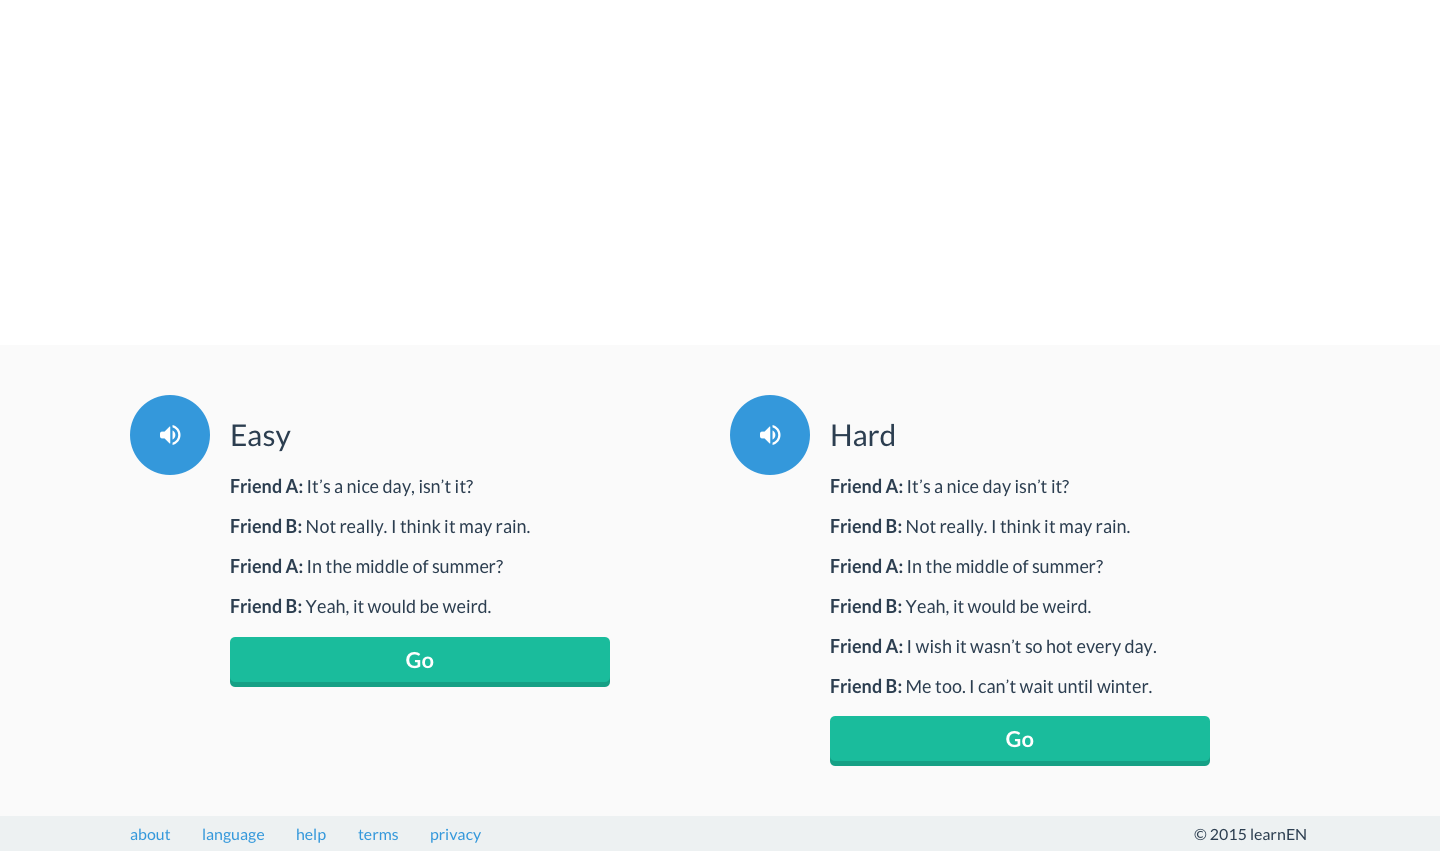 Easy
Friend A: It’s a nice day, isn’t it?
Friend B: Not really. I think it may rain.
Friend A: In the middle of summer?
Friend B: Yeah, it would be weird.
Go
Hard
Friend A: It’s a nice day isn’t it?
Friend B: Not really. I think it may rain.
Friend A: In the middle of summer?
Friend B: Yeah, it would be weird.
Friend A: I wish it wasn’t so hot every day.
Friend B: Me too. I can’t wait until winter.
Go
about language help terms privacy © 2015 learnEN